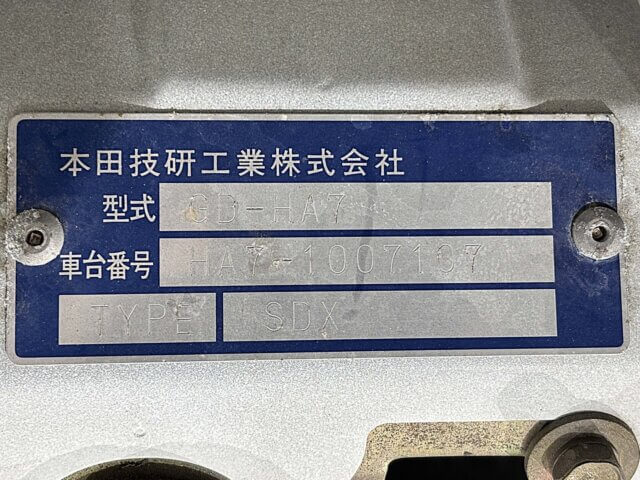 本田技研工業株式会社
型式 GD-HA7
車台番号 HA7-1007107
TYPE SDX